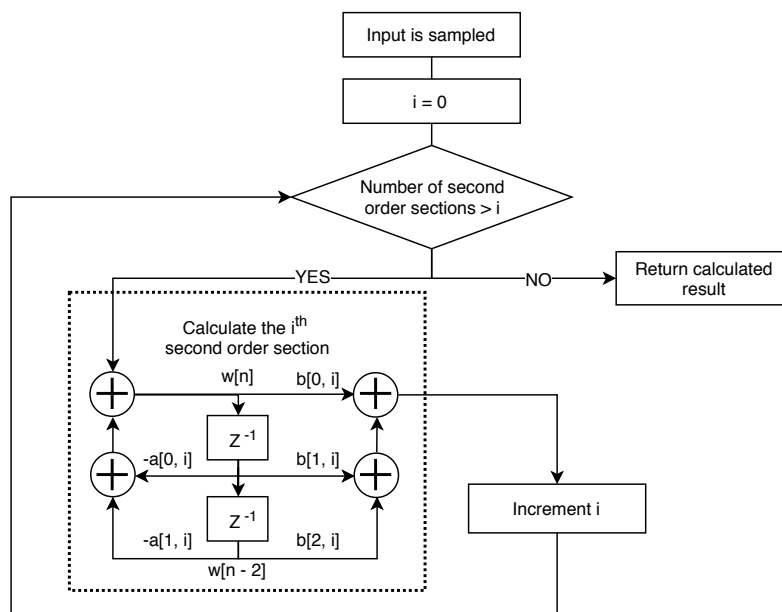 Input is sampled
i = 0
Number of second
order sections > i
YES
NO
Return calculated
result
Calculate the i^th
second order section
w[n]
b[0, i]
Z^-1
-a[0, i]
b[1, i]
Z^-1
-a[1, i]
b[2, i]
w[n - 2]
Increment i